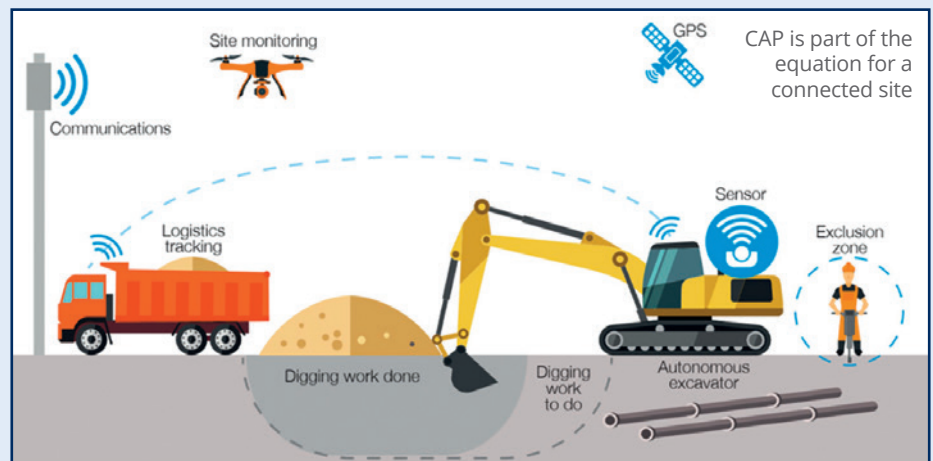 Site monitoring
GPS
CAP is part of the
equation for a
connected site
Communications
Logistics
tracking
Sensor
Exclusion
zone
Digging work done
Digging
work
to do
Autonomous
excavator